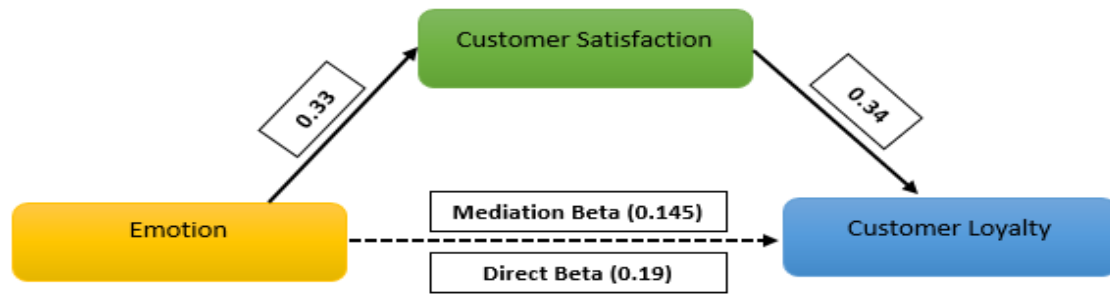 Customer Satisfaction
0.33
0.34
Emotion
Mediation Beta (0.145)
Direct Beta (0.19)
Customer Loyalty